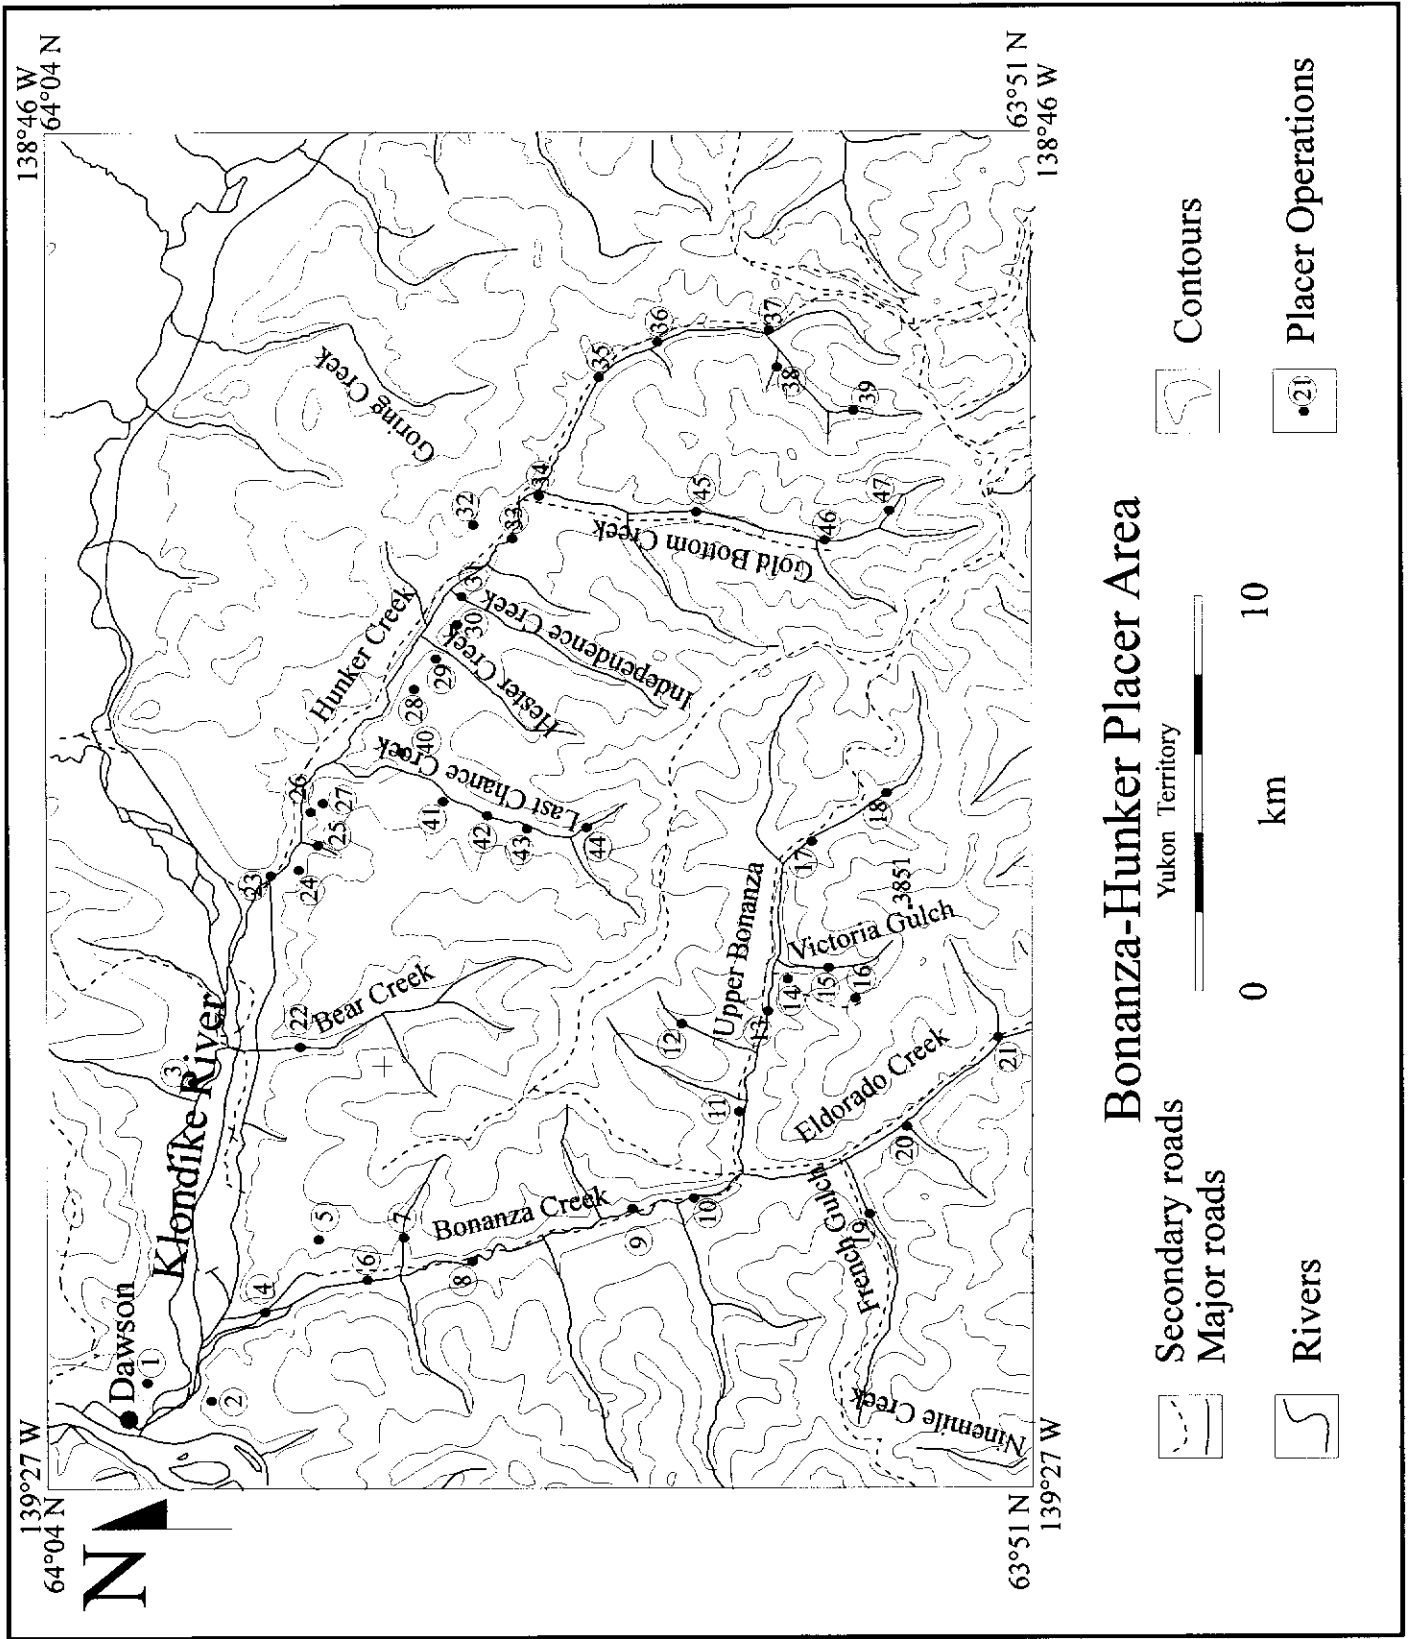 139°27 W
64°04 N
138°46 W
64°04 N
N
Dawson
1
2
Klondike River
3
4
5
6
7
8
Bonanza Creek
9
10
11
12
Upper Bonanza
13
14
15
16
Victoria Gulch
17
18
3851
French Gulch
19
Eldorado Creek
20
21
Ninemile Creek
22
Bear Creek
23
24
25
26
27
Hunker Creek
28
29
Hester Creek
30
31
Independence Creek
32
33
34
35
36
37
38
39
Goring Creek
40
Last Chance Creek
41
42
43
44
Gold Bottom Creek
45
46
47
63°51 N
139°27 W
63°51 N
138°46 W
Bonanza-Hunker Placer Area
Yukon Territory
0
10
km
Secondary roads
Major roads
Rivers
Contours
21
Placer Operations